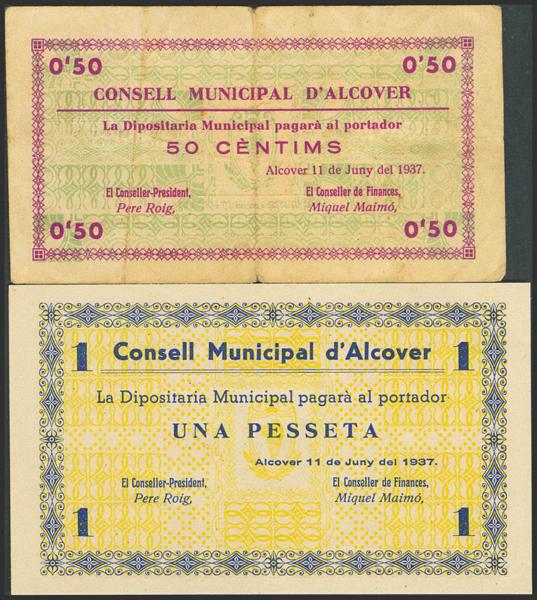 0'50 0'50
CONSELL MUNICIPAL D'ALCOVER
La Dipositaria Municipal pagarà al portador
50 CÈNTIMS
Alcover 11 de Juny del 1937.
El Conseller-President, El Conseller de Finances,
Pere Roig, Miquel Maimó,
0'50 0'50
1 Consell Municipal d'Alcover 1
La Dipositaria Municipal pagarà al portador
UNA PESSETA
Alcover 11 de Juny del 1937.
El Conseller-President, El Conseller de Finances,
Pere Roig, Miquel Maimó,
1 1